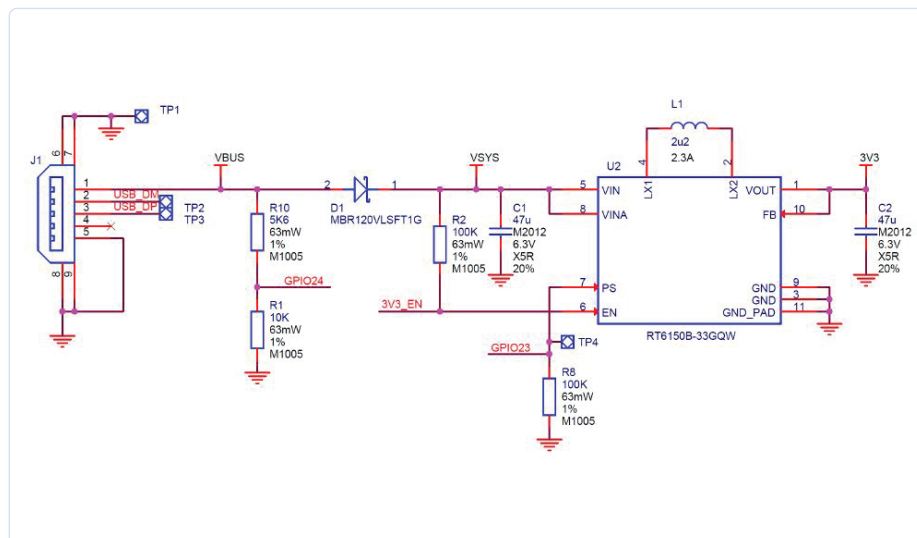 TP1
J1
6
7
1
2
3
4
5
8
9
USB_DM
USB_DP
TP2
TP3
VBUS
R10
5K6
63mW
1%
M1005
GPIO24
R1
10K
63mW
1%
M1005
2
1
D1
MBR120VLSFT1G
VSYS
R2
100K
63mW
1%
M1005
C1
47u
M2012
6.3V
X5R
20%
3V3_EN
GPIO23
TP4
R8
100K
63mW
1%
M1005
L1
2u2
2.3A
4
2
U2
LX1
LX2
5
VIN
8
VINA
7
PS
6
EN
VOUT
1
FB
10
GND
9
GND
3
GND_PAD
11
RT6150B-33GQW
3V3
C2
47u
M2012
6.3V
X5R
20%